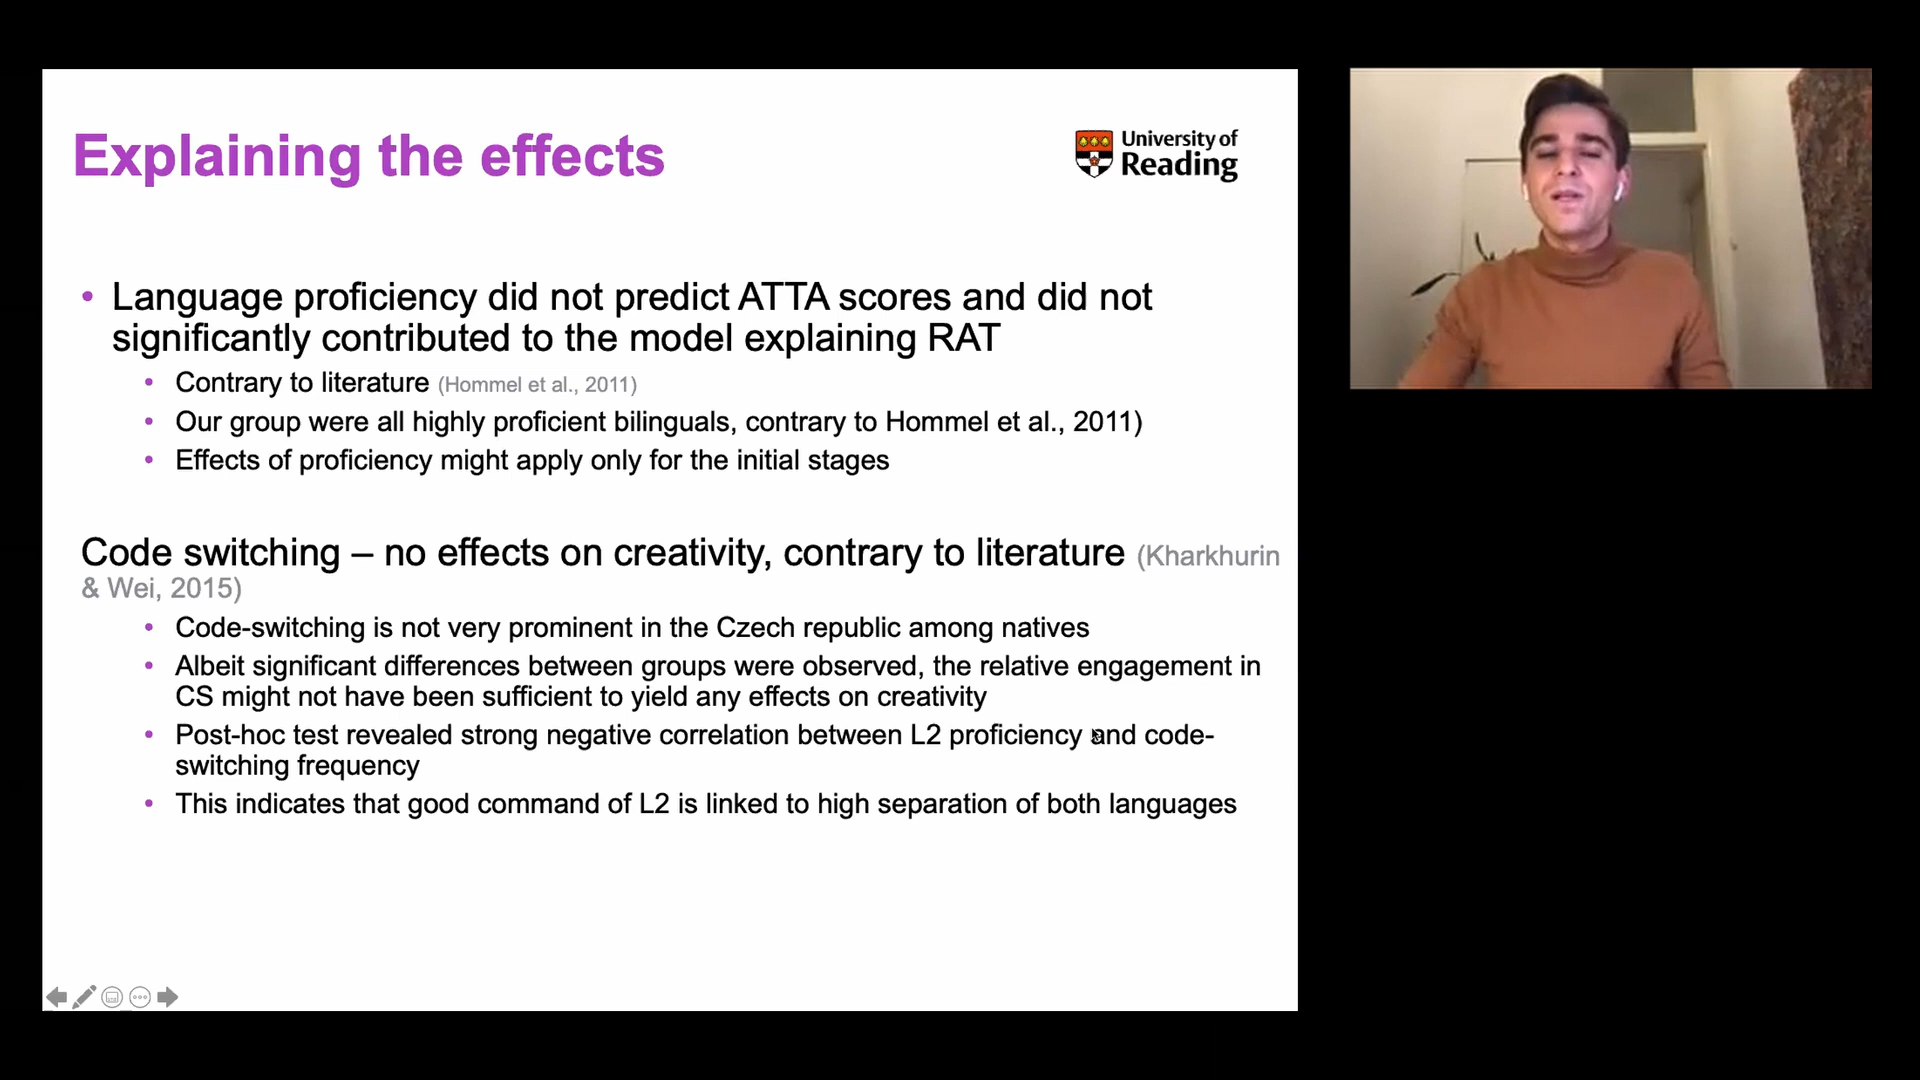 Explaining the effects
University of
Reading
• Language proficiency did not predict ATTA scores and did not
significantly contributed to the model explaining RAT
• Contrary to literature (Hommel et al., 2011)
• Our group were all highly proficient bilinguals, contrary to Hommel et al., 2011)
• Effects of proficiency might apply only for the initial stages
Code switching – no effects on creativity, contrary to literature (Kharkhurin
& Wei, 2015)
• Code-switching is not very prominent in the Czech republic among natives
• Albeit significant differences between groups were observed, the relative engagement in
CS might not have been sufficient to yield any effects on creativity
• Post-hoc test revealed strong negative correlation between L2 proficiency and code-
switching frequency
• This indicates that good command of L2 is linked to high separation of both languages